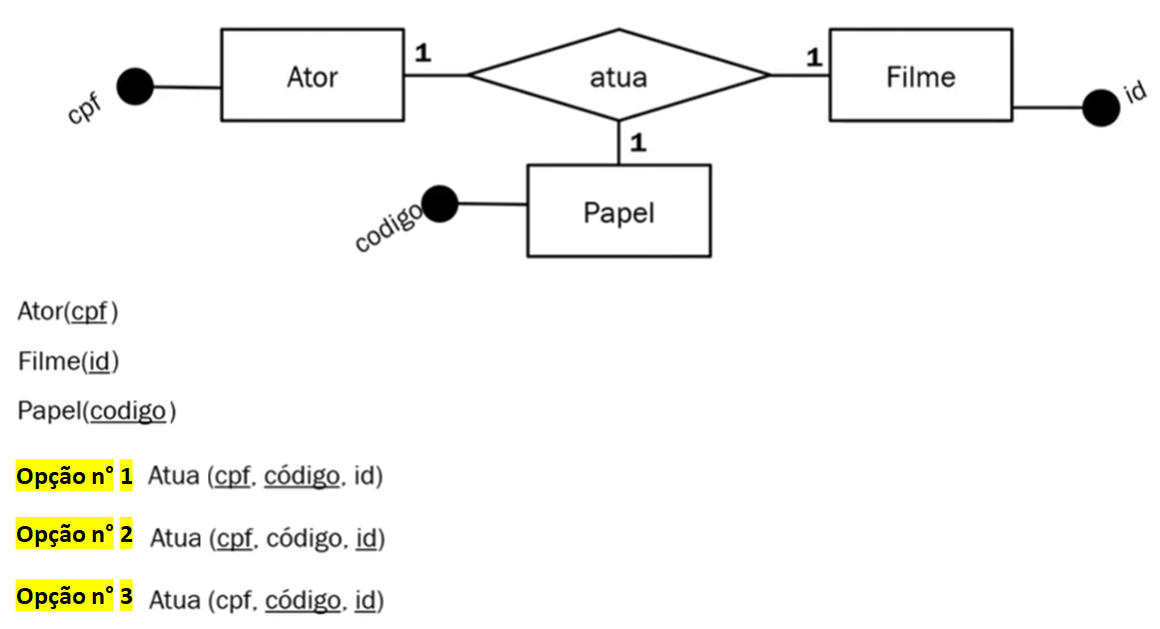 Ator
1
atua
1
Filme
cpf
id
1
codigo
Papel
Ator(cpf)
Filme(id)
Papel(codigo)
Opção n° 1 Atua (cpf, código, id)
Opção n° 2 Atua (cpf, código, id)
Opção n° 3 Atua (cpf, código, id)